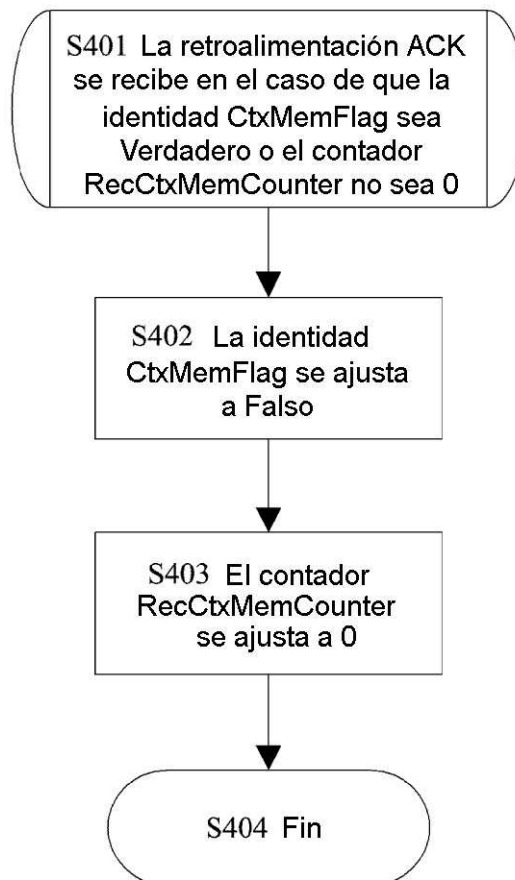 S401 La retroalimentación ACK
se recibe en el caso de que la
identidad CtxMemFlag sea
Verdadero o el contador
RecCtxMemCounter no sea 0
S402 La identidad
CtxMemFlag se ajusta
a Falso
S403 El contador
RecCtxMemCounter
se ajusta a 0
S404 Fin